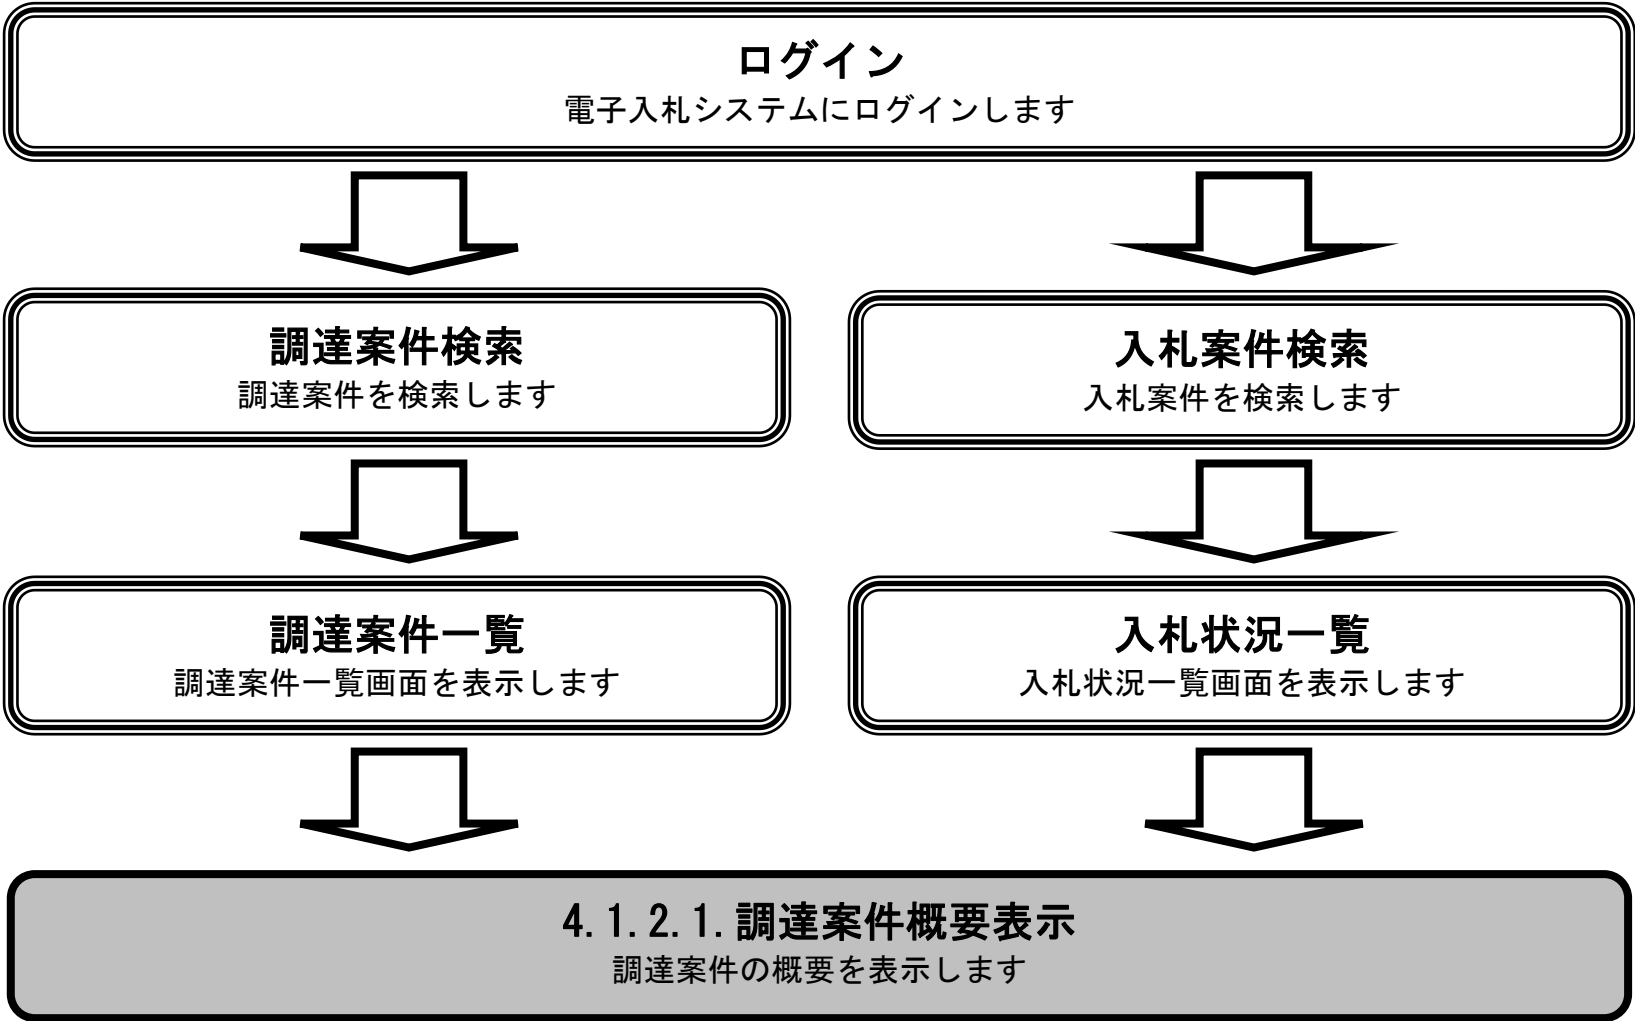 ログイン
電子入札システムにログインします
調達案件検索
調達案件を検索します
入札案件検索
入札案件を検索します
調達案件一覧
調達案件一覧画面を表示します
入札状況一覧
入札状況一覧画面を表示します
4.1.2.1.調達案件概要表示
調達案件の概要を表示します